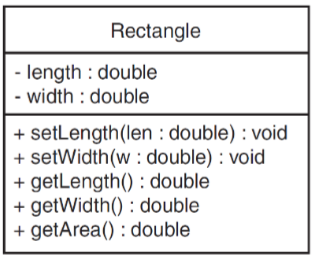 Rectangle
- length : double
- width : double
+ setLength(len : double) : void
+ setWidth(w : double) : void
+ getLength() : double
+ getWidth() : double
+ getArea() : double